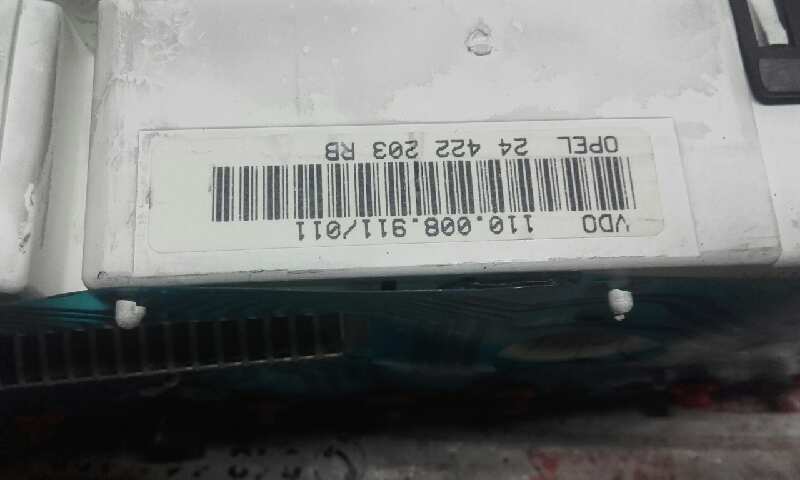 VDO 110.008.911/011
OPEL 24 422 203 RB